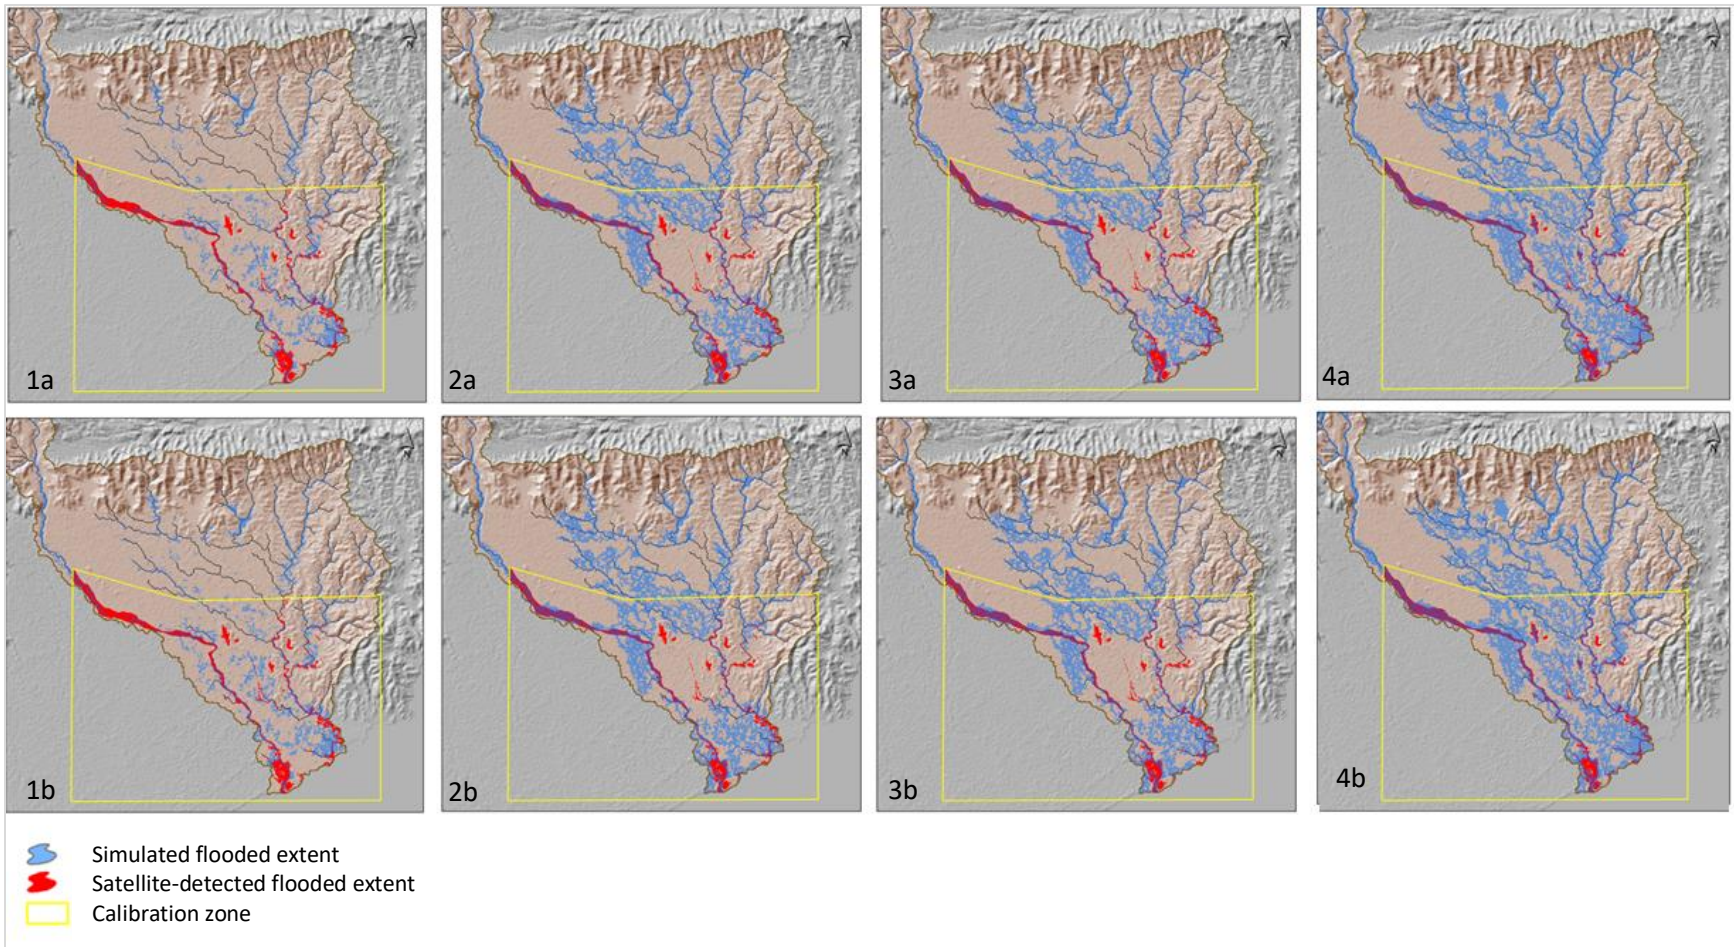 1a
2a
3a
4a
1b
2b
3b
4b
Simulated flooded extent
Satellite-detected flooded extent
Calibration zone